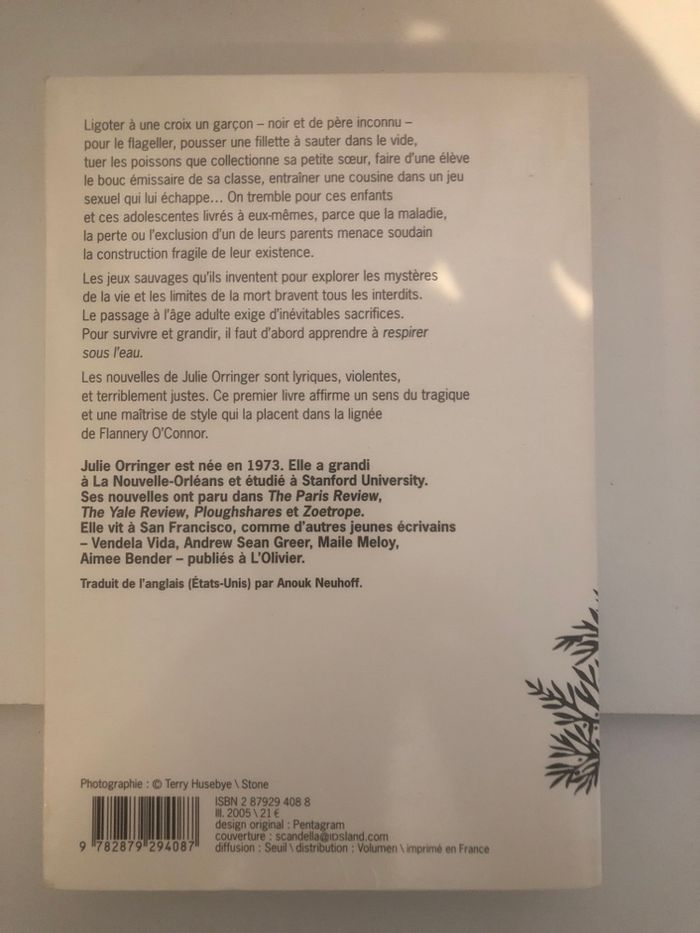 Ligoter à une croix un garçon – noir et de père inconnu –
pour le flageller, pousser une fillette à sauter dans le vide,
tuer les poissons que collectionne sa petite sœur, faire d'une élève
le bouc émissaire de sa classe, entraîner une cousine dans un jeu
sexuel qui lui échappe... On tremble pour ces enfants
et ces adolescentes livrés à eux-mêmes, parce que la maladie,
la perte ou l'exclusion d'un de leurs parents menace soudain
la construction fragile de leur existence.
Les jeux sauvages qu'ils inventent pour explorer les mystères
de la vie et les limites de la mort bravent tous les interdits.
Le passage à l'âge adulte exige d'inévitables sacrifices.
Pour survivre et grandir, il faut d'abord apprendre à respirer
sous l'eau.
Les nouvelles de Julie Orringer sont lyriques, violentes,
et terriblement justes. Ce premier livre affirme un sens du tragique
et une maîtrise de style qui la placent dans la lignée
de Flannery O'Connor.
Julie Orringer est née en 1973. Elle a grandi
à La Nouvelle-Orléans et étudié à Stanford University.
Ses nouvelles ont paru dans The Paris Review,
The Yale Review, Ploughshares et Zoetrope.
Elle vit à San Francisco, comme d'autres jeunes écrivains
– Vendela Vida, Andrew Sean Greer, Maile Meloy,
Aimee Bender – publiés à L'Olivier.
Traduit de l'anglais (États-Unis) par Anouk Neuhoff.
Photographie : © Terry Husebye \ Stone
ISBN 2 87929 408 8
III. 2005 \ 21 €
design original : Pentagram
couverture : scandella@iDsland.com
diffusion : Seuil \ distribution : Volumen \ imprimé en France
9 782879 294087